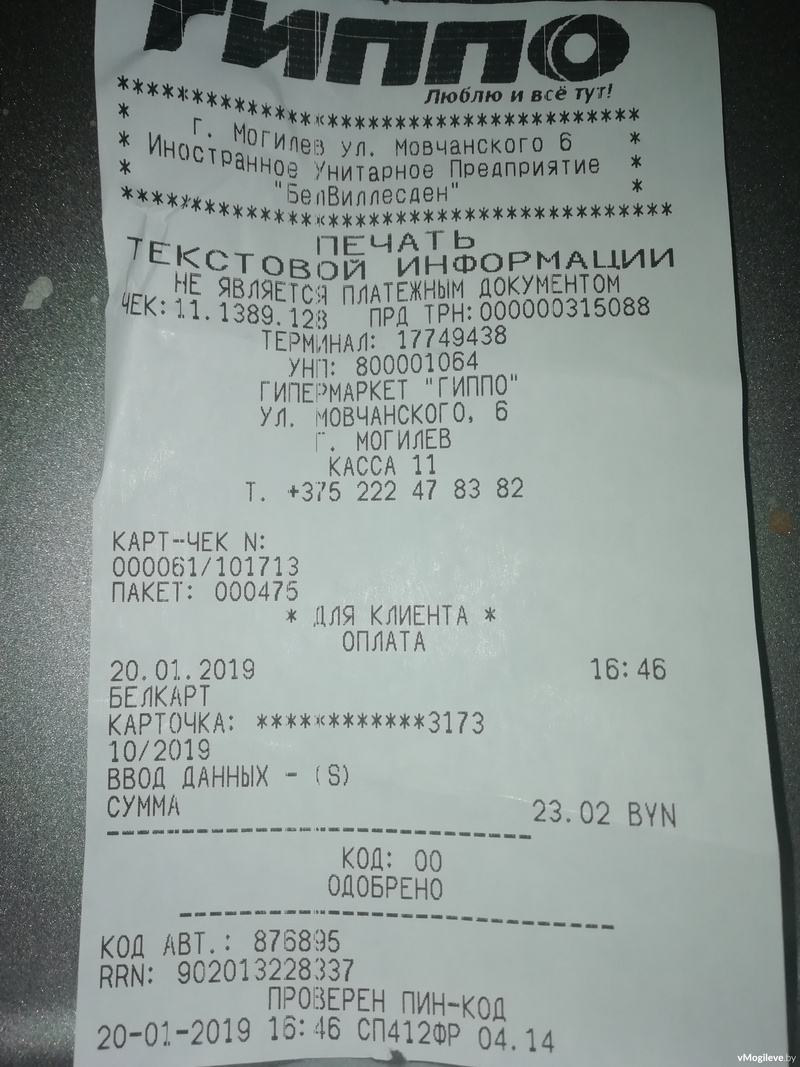 ГИППО
Люблю и всё тут!
****************************************
* г. Могилев ул. Мовчанского 6 *
* Иностранное Унитарное Предприятие *
* "БелВиллесден" *
****************************************
ПЕЧАТЬ
ТЕКСТОВОЙ ИНФОРМАЦИИ
НЕ ЯВЛЯЕТСЯ ПЛАТЕЖНЫМ ДОКУМЕНТОМ
ЧЕК: 11.1389.128 ПРД ТРН:000000315088
ТЕРМИНАЛ: 17749438
УНП: 800001064
ГИПЕРМАРКЕТ "ГИППО"
УЛ. МОВЧАНСКОГО, 6
Г. МОГИЛЕВ
КАССА 11
Т. +375 222 47 83 82
КАРТ-ЧЕК N:
000061/101713
ПАКЕТ: 000475
* ДЛЯ КЛИЕНТА *
ОПЛАТА
20.01.2019 16:46
БЕЛКАРТ
КАРТОЧКА: ************3173
10/2019
ВВОД ДАННЫХ - (S)
СУММА 23.02 BYN
--------------------------------
КОД: 00
ОДОБРЕНО
--------------------------------
КОД АВТ.: 876895
RRN: 902013228337
ПРОВЕРЕН ПИН-КОД
20-01-2019 16:46 СП412ФР 04.14
vMogileve.by